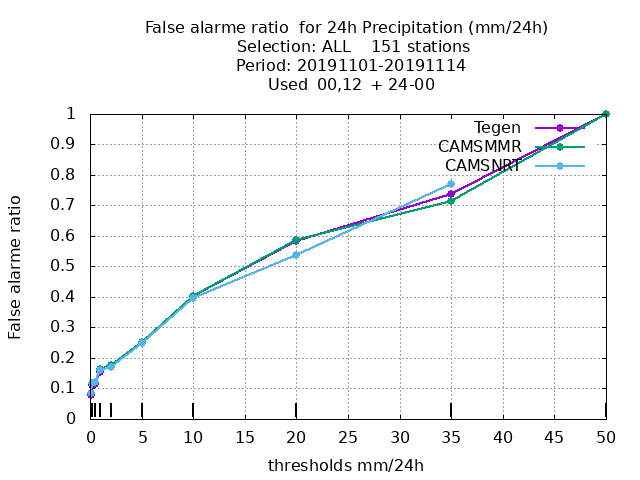 False alarme ratio  for 24h Precipitation (mm/24h)
Selection: ALL    151 stations
Period: 20191101-20191114
Used  00,12  + 24-00
1
0.9
0.8
0.7
0.6
0.5
0.4
0.3
0.2
0.1
0
False alarme ratio
Tegen
CAMSMMR
CAMSNRT
0 5 10 15 20 25 30 35 40 45 50
thresholds mm/24h